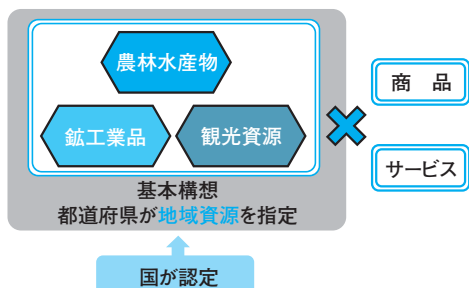 農林水産物
鉱工業品
観光資源
基本構想
都道府県が地域資源を指定
国が認定
商 品
サービス